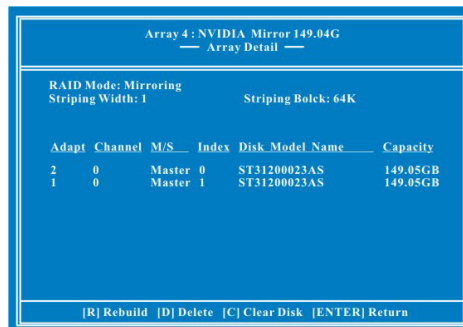 Array 4 : NVIDIA Mirror 149.04G
— Array Detail —
RAID Mode: Mirroring
Striping Width: 1 Striping Bolck: 64K
Adapt Channel M/S Index Disk Model Name Capacity
2 0 Master 0 ST31200023AS 149.05GB
1 0 Master 1 ST31200023AS 149.05GB
[R] Rebuild [D] Delete [C] Clear Disk [ENTER] Return